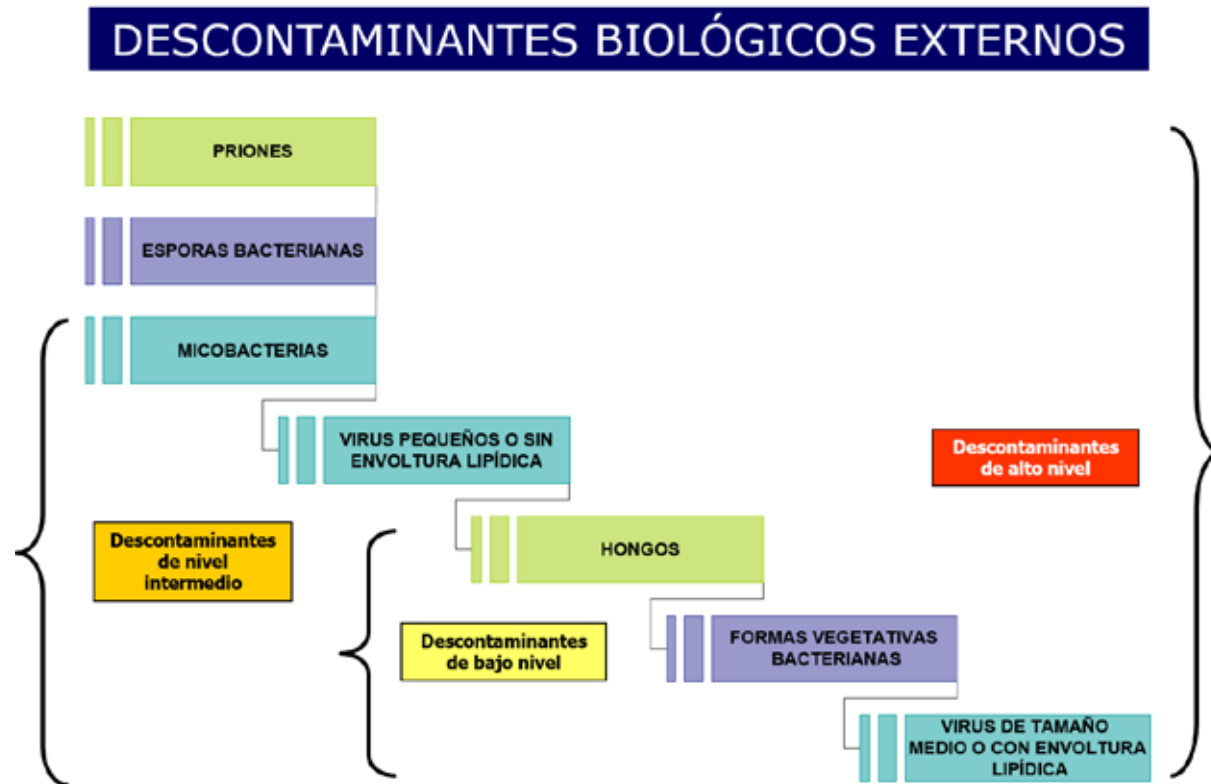 DESCONTAMINANTES BIOLÓGICOS EXTERNOS
PRIONES
ESPORAS BACTERIANAS
MICOBACTERIAS
VIRUS PEQUEÑOS O SIN
ENVOLTURA LIPÍDICA
Descontaminantes
de alto nivel
Descontaminantes
de nivel
intermedio
HONGOS
Descontaminantes
de bajo nivel
FORMAS VEGETATIVAS
BACTERIANAS
VIRUS DE TAMAÑO
MEDIO O CON ENVOLTURA
LIPÍDICA